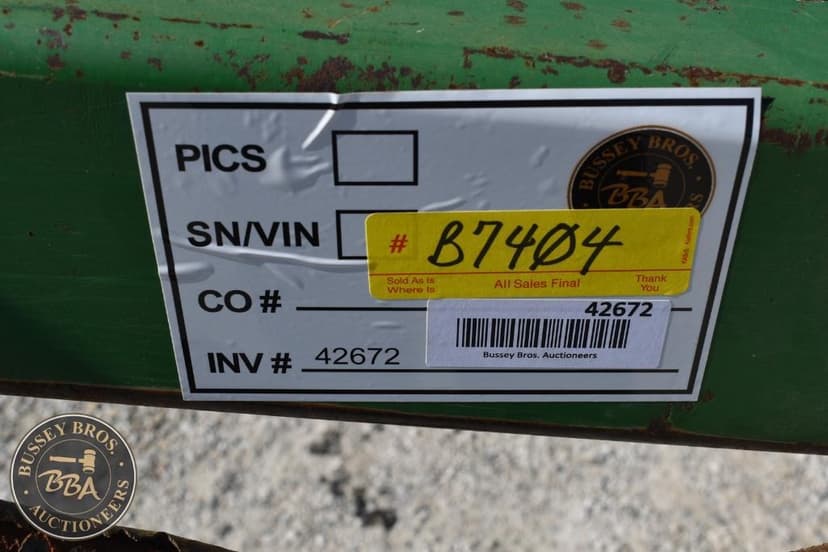 PICS
BUSSEY BROS.
BBA
SN/VIN
# B7404
Sold As Is
Where Is
All Sales Final
Thank
You
CO #
42672
INV # 42672
Bussey Bros. Auctioneers
BUSSEY BROS.
BBA
AUCTIONEERS